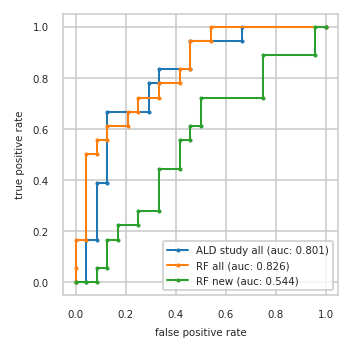 1.0
0.8
0.6
0.4
0.2
0.0
true positive rate
ALD study all (auc: 0.801)
RF all (auc: 0.826)
RF new (auc: 0.544)
0.0 0.2 0.4 0.6 0.8 1.0
false positive rate